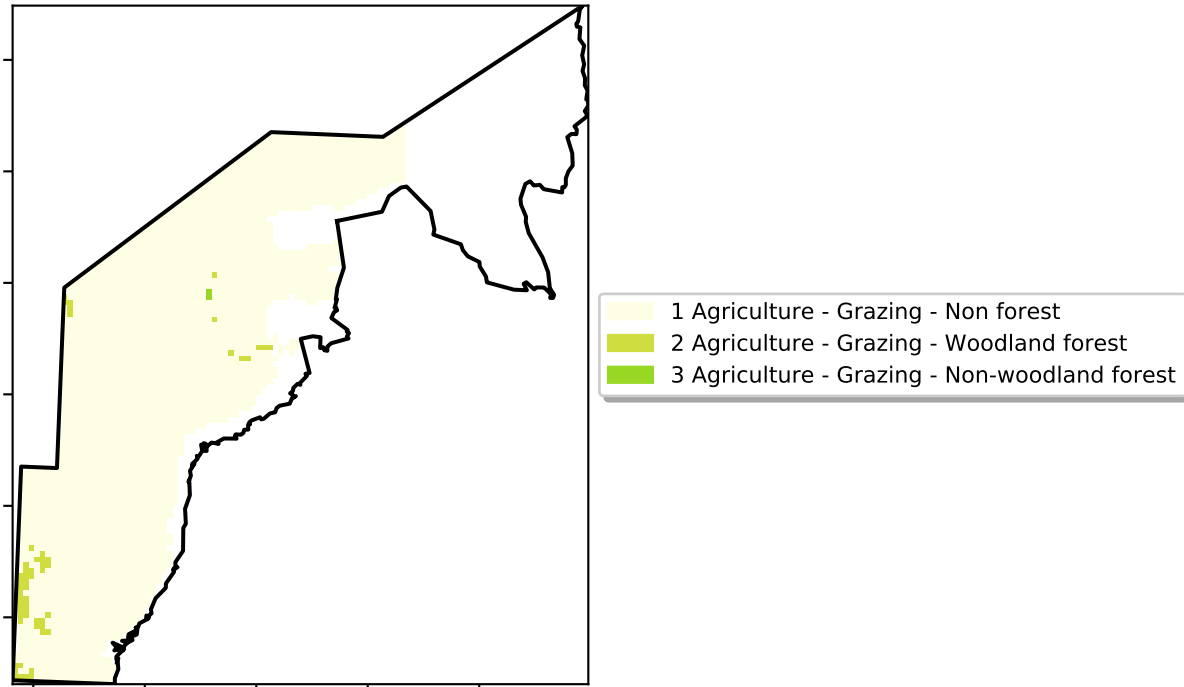 1 Agriculture - Grazing - Non forest
2 Agriculture - Grazing - Woodland forest
3 Agriculture - Grazing - Non-woodland forest